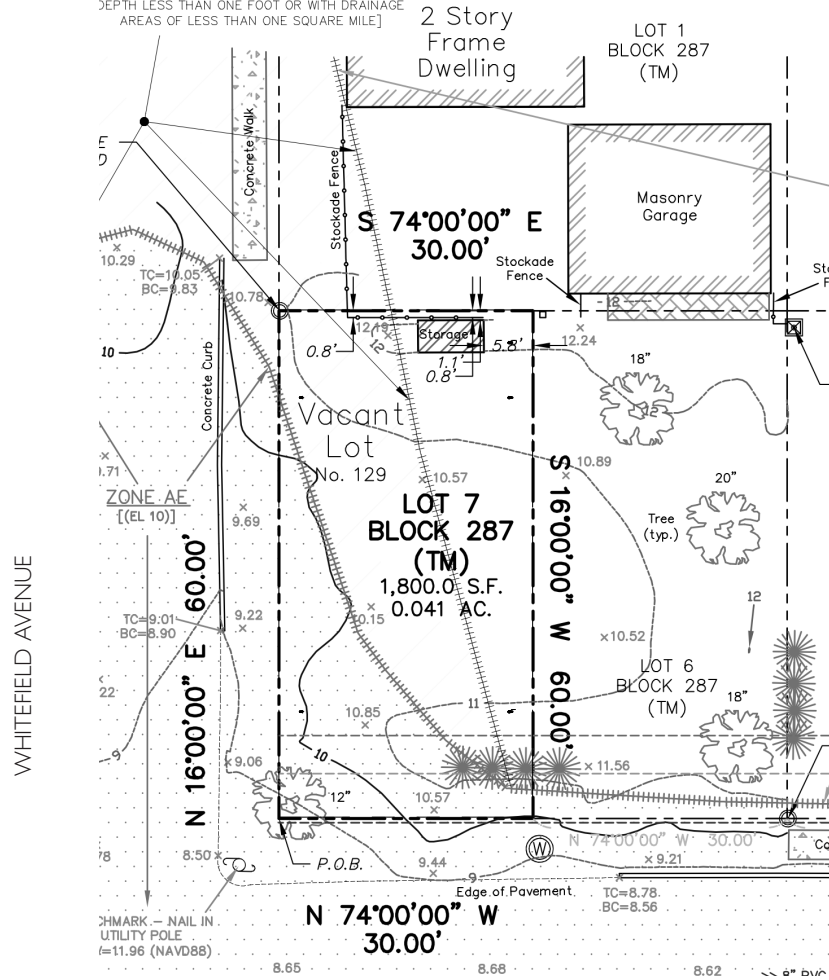 DEPTH LESS THAN ONE FOOT OR WITH DRAINAGE
AREAS OF LESS THAN ONE SQUARE MILE]
2 Story
Frame
Dwelling
LOT 1
BLOCK 287
(TM)
Concrete Walk
Stockade Fence
Masonry
Garage
S 74°00'00" E
30.00'
Stockade
Fence
10.29
TC=10.05
BC=9.83
10.78
12.19
12
Storage
12
12.24
0.8'
1.1'
0.8'
5.8'
10
Concrete Curb
18"
12
Vacant
Lot
No. 129
10.57
10.89
S 16°00'00" W 60.00'
20"
Tree
(typ.)
ZONE AE
[(EL 10)]
9.69
LOT 7
BLOCK 287
(TM)
1,800.0 S.F.
0.041 AC.
WHITEFIELD AVENUE
N 16°00'00" E 60.00'
TC=9.01
BC=8.90
9.22
10.15
10.52
12
LOT 6
BLOCK 287
(TM)
18"
11
10.85
10
9
9.06
11.56
12"
10.57
P.O.B.
8.50
9.44
9
W
N 74°00'00" W 30.00'
9.21
Edge of Pavement
TC=8.78
BC=8.56
CHMARK - NAIL IN
UTILITY POLE
=11.96 (NAVD88)
N 74°00'00" W
30.00'
8.65
8.68
8.62
8" PVC